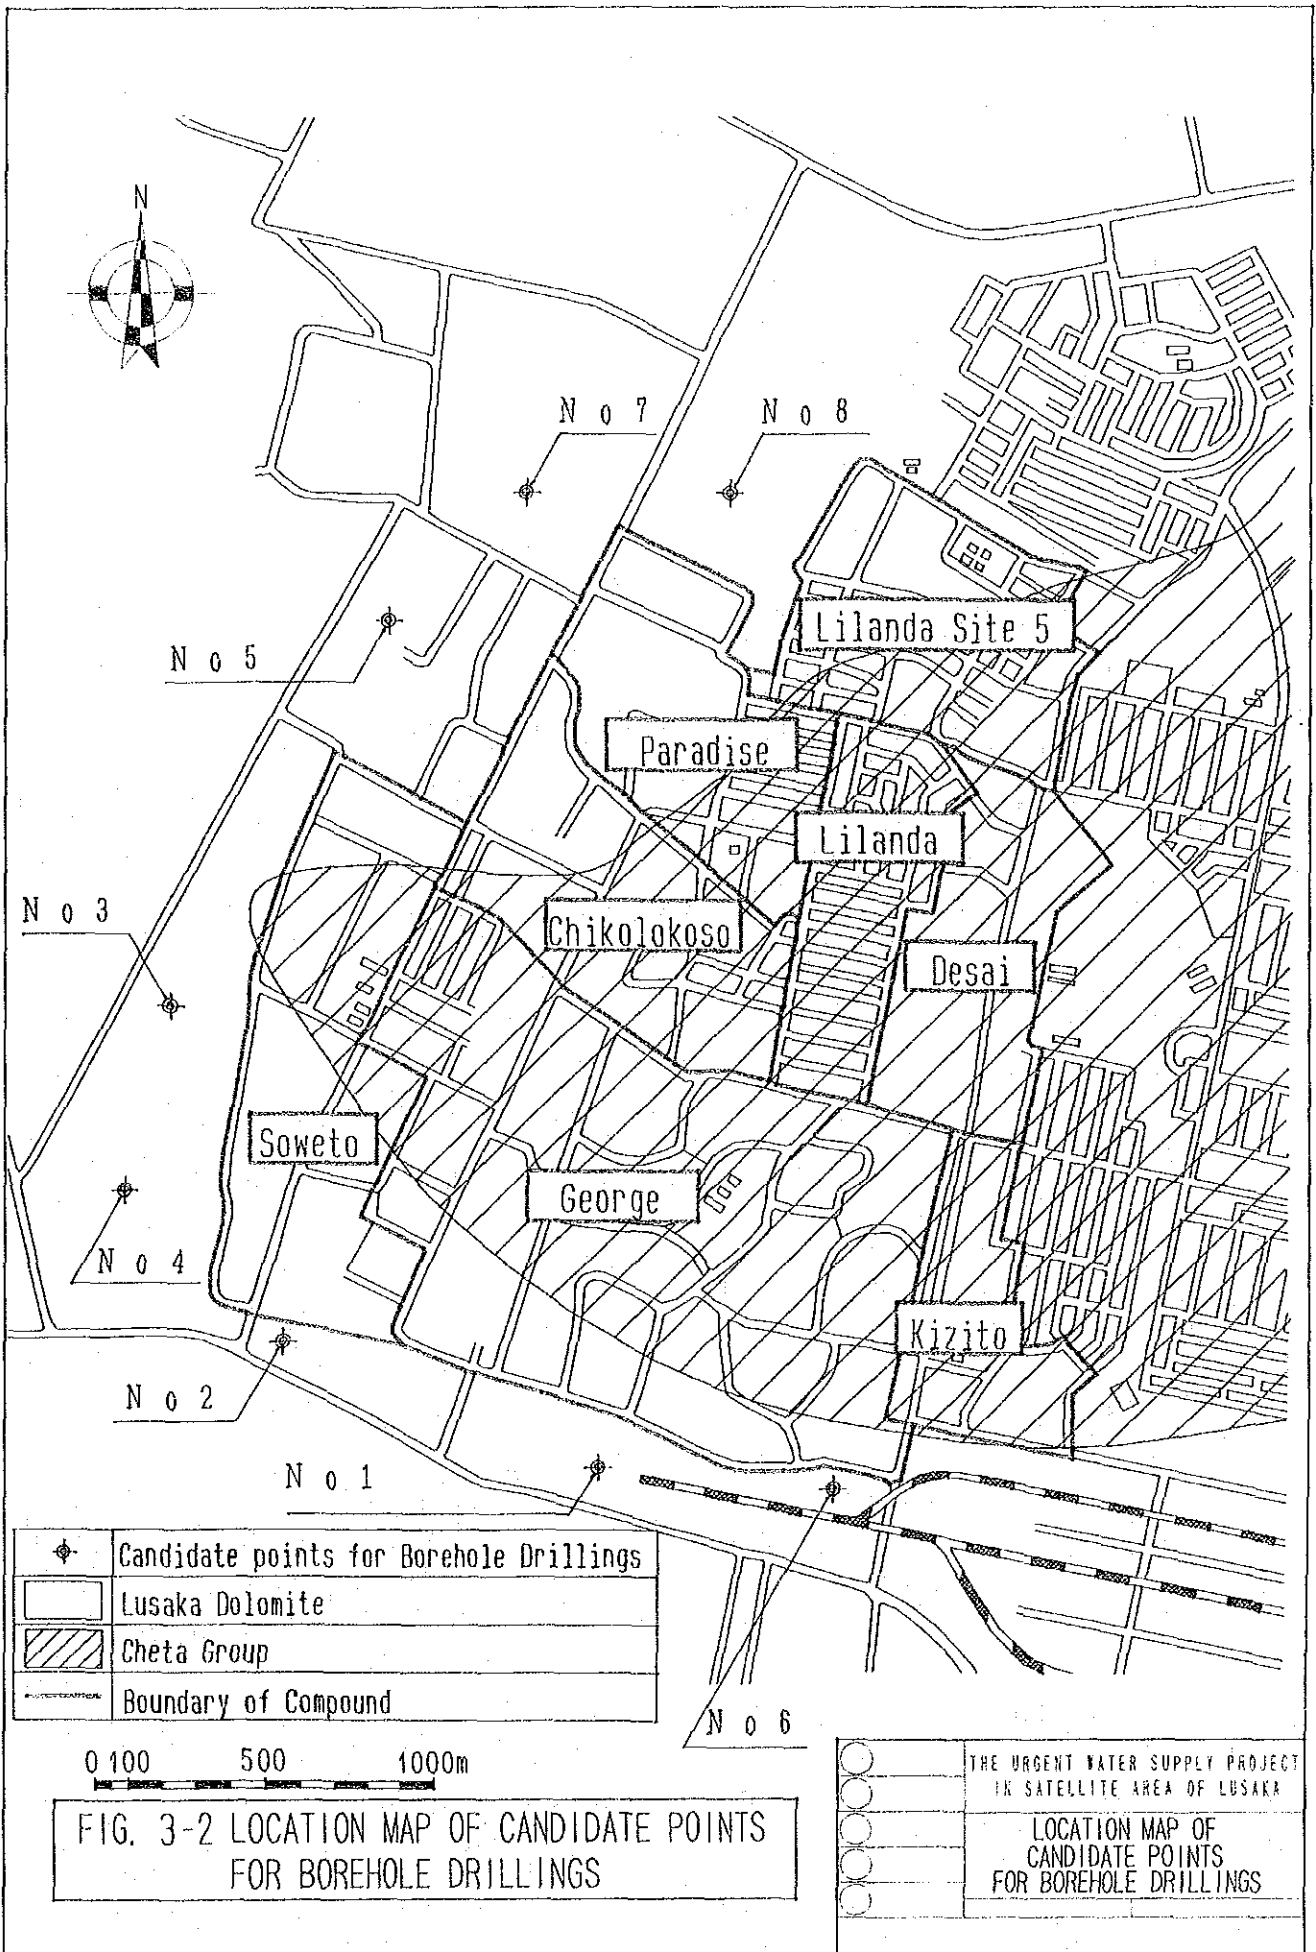 N
No 7
No 8
Lilanda Site 5
No 5
Paradise
Lilanda
No 3
Chikolokoso
Desai
Soweto
George
No 4
Kizito
No 2
No 1
Candidate points for Borehole Drillings
Lusaka Dolomite
Cheta Group
Boundary of Compound
No 6
0 100 500 1000m
FIG. 3-2 LOCATION MAP OF CANDIDATE POINTS
FOR BOREHOLE DRILLINGS
THE URGENT WATER SUPPLY PROJECT
IN SATELLITE AREA OF LUSAKA
LOCATION MAP OF
CANDIDATE POINTS
FOR BOREHOLE DRILLINGS